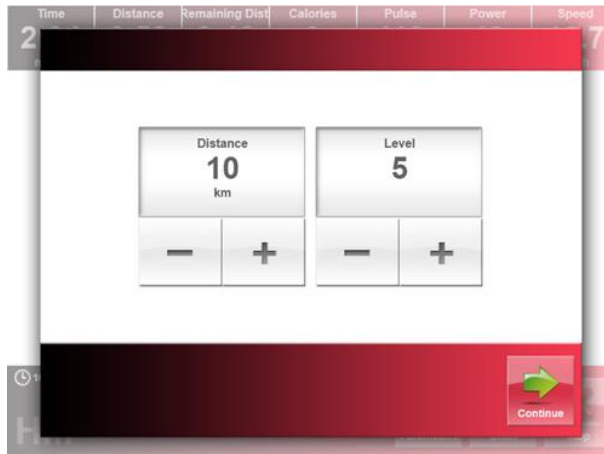 Time Distance Remaining Dist Calories Pulse Power Speed
Distance
10
km
Level
5
Continue